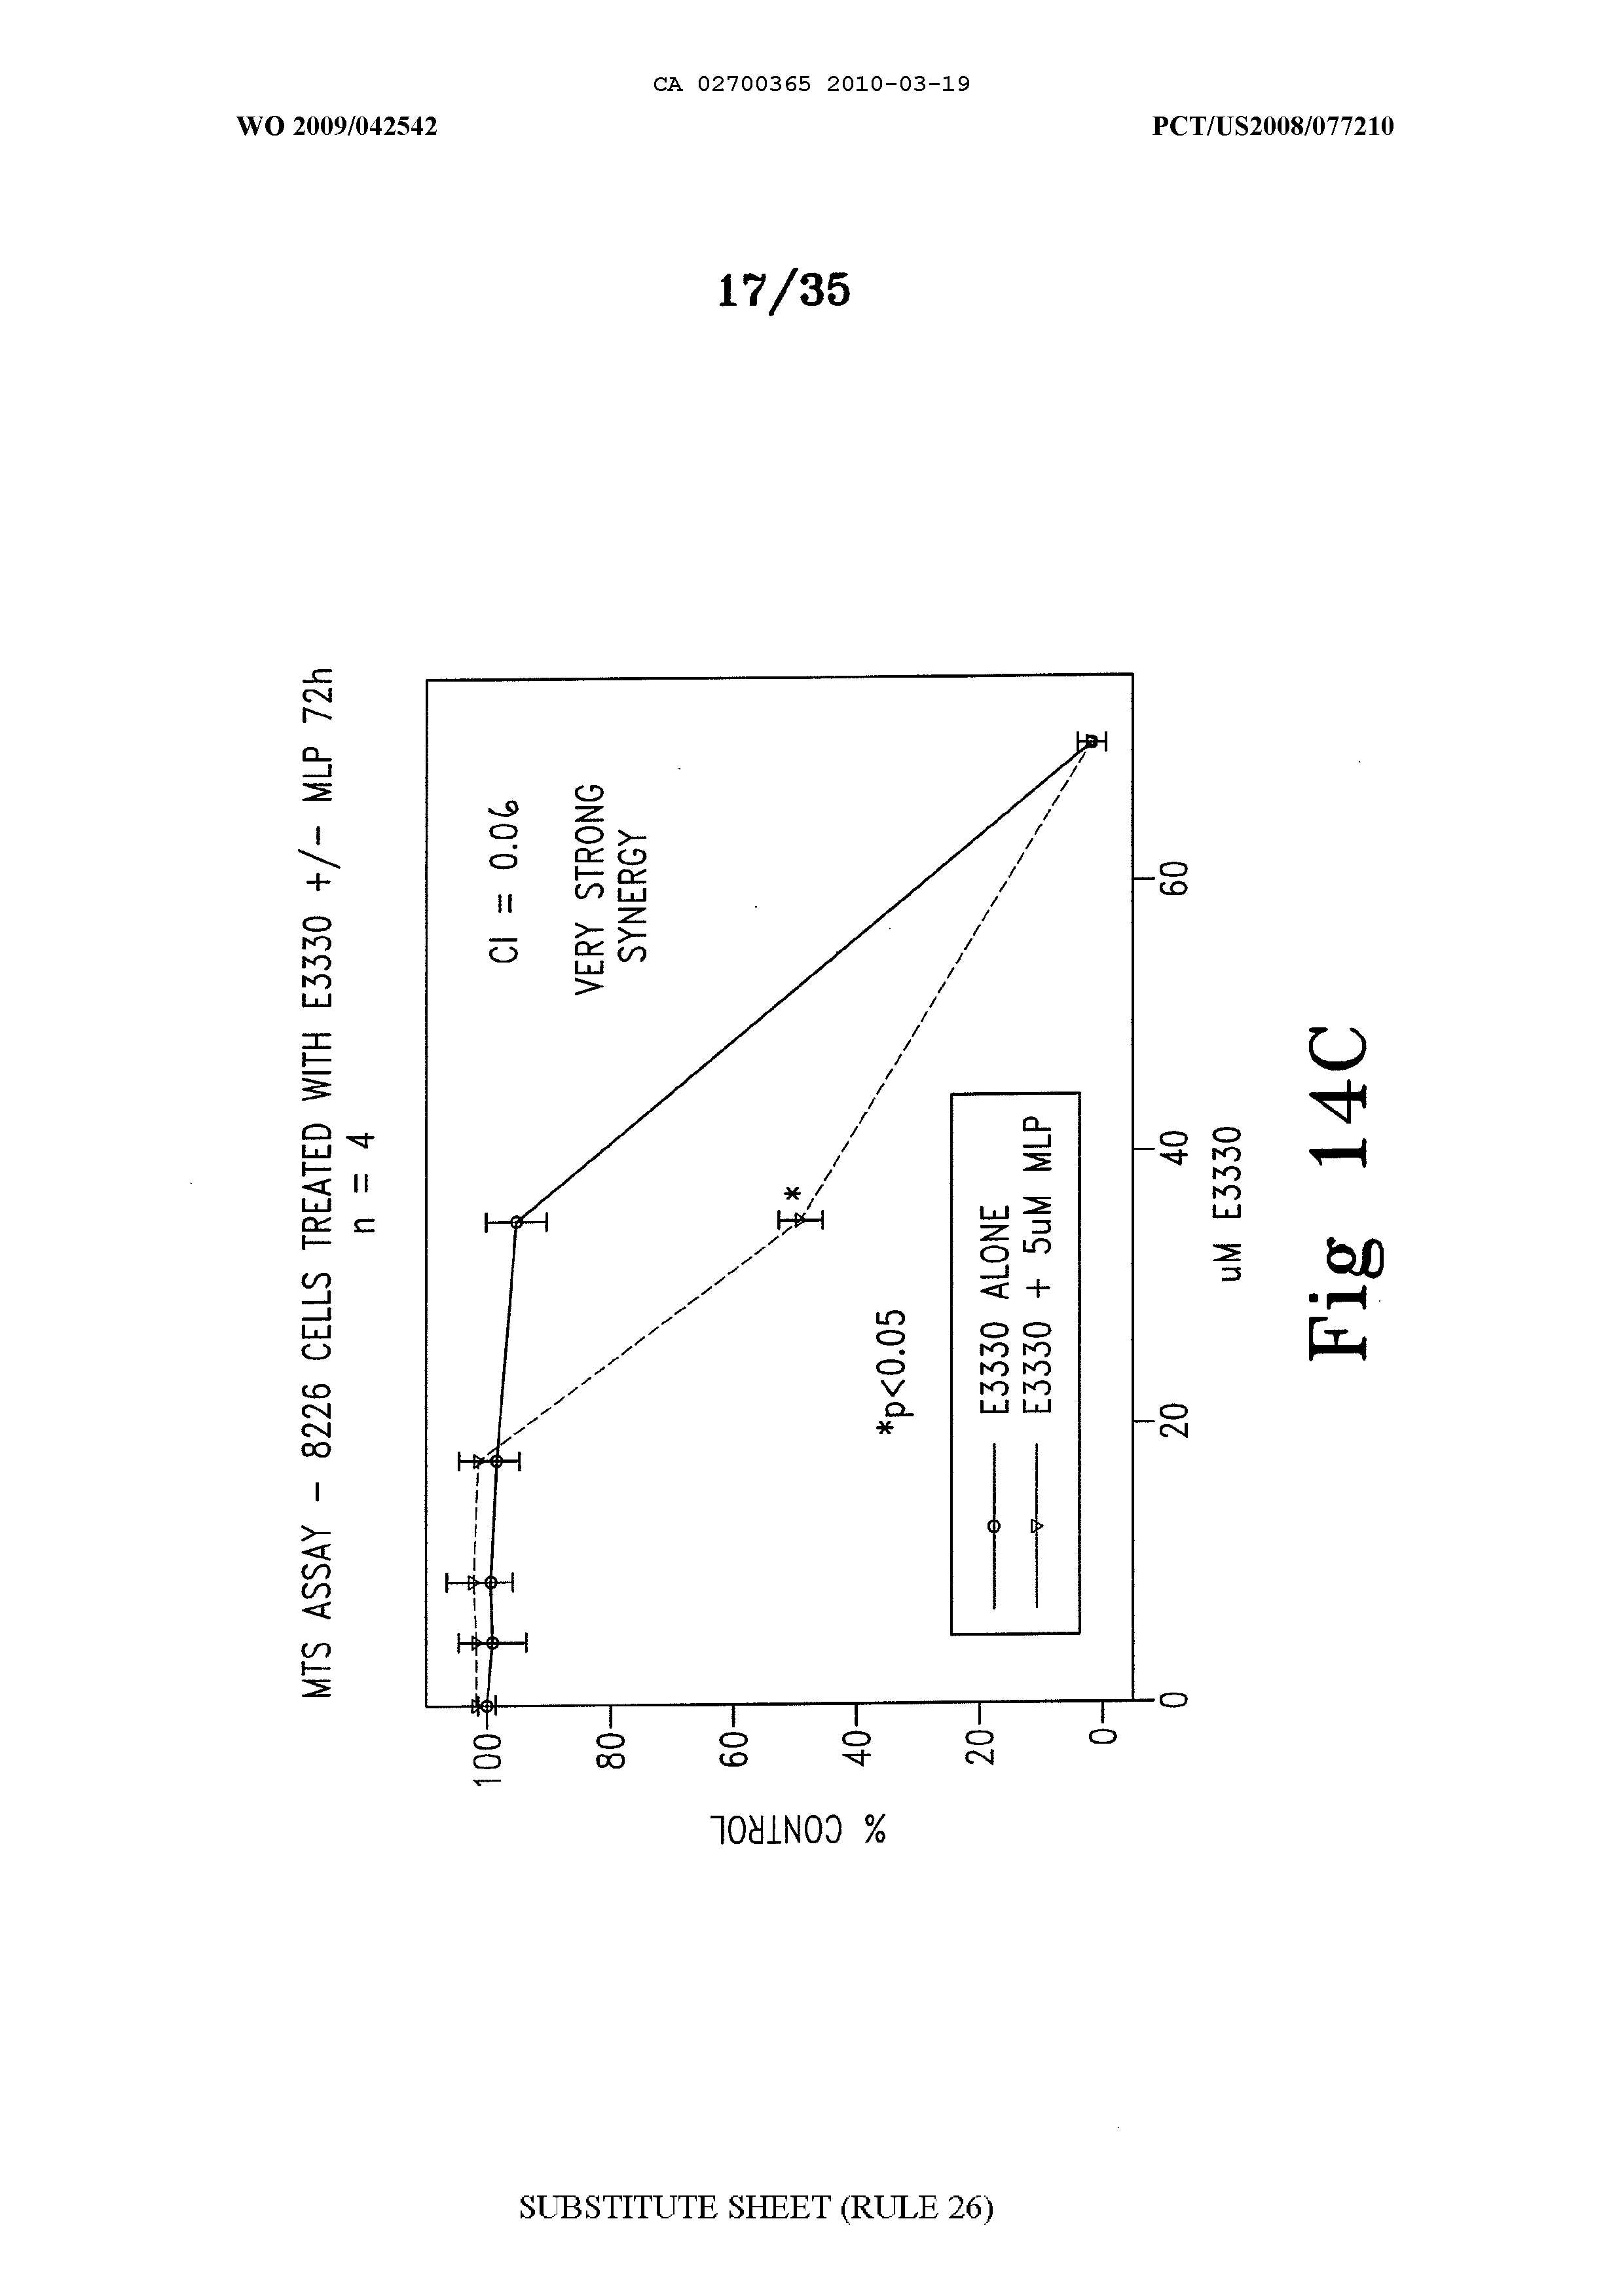 CA 02700365 2010-03-19
WO 2009/042542
PCT/US2008/077210
17/35
MTS ASSAY - 8226 CELLS TREATED WITH E3330 +/- MLP 72h
n = 4
CI = 0.06
VERY STRONG
SYNERGY
*
*p<0.05
E3330 ALONE
E3330 + 5uM MLP
% CONTROL
100
80
60
40
20
0
0
20
40
60
uM E3330
Fig 14C
SUBSTITUTE SHEET (RULE 26)